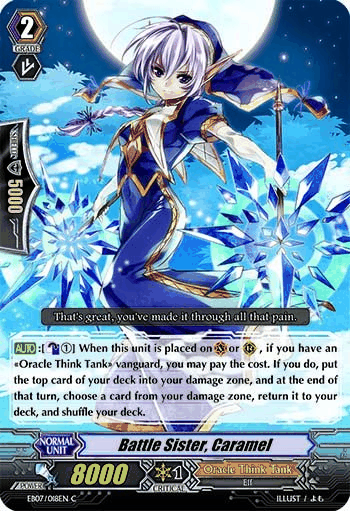 2
GRADE
SHIELD
5000
That's great, you've made it through all that pain.
AUTO :[ 1] When this unit is placed on V or R , if you have an
«Oracle Think Tank» vanguard, you may pay the cost. If you do, put
the top card of your deck into your damage zone, and at the end of
that turn, choose a card from your damage zone, return it to your
deck, and shuffle your deck.
NORMAL
UNIT
Battle Sister, Caramel
POWER
8000
1
CRITICAL
Oracle Think Tank
Elf
EB07/018EN C
ILLUST / よむ